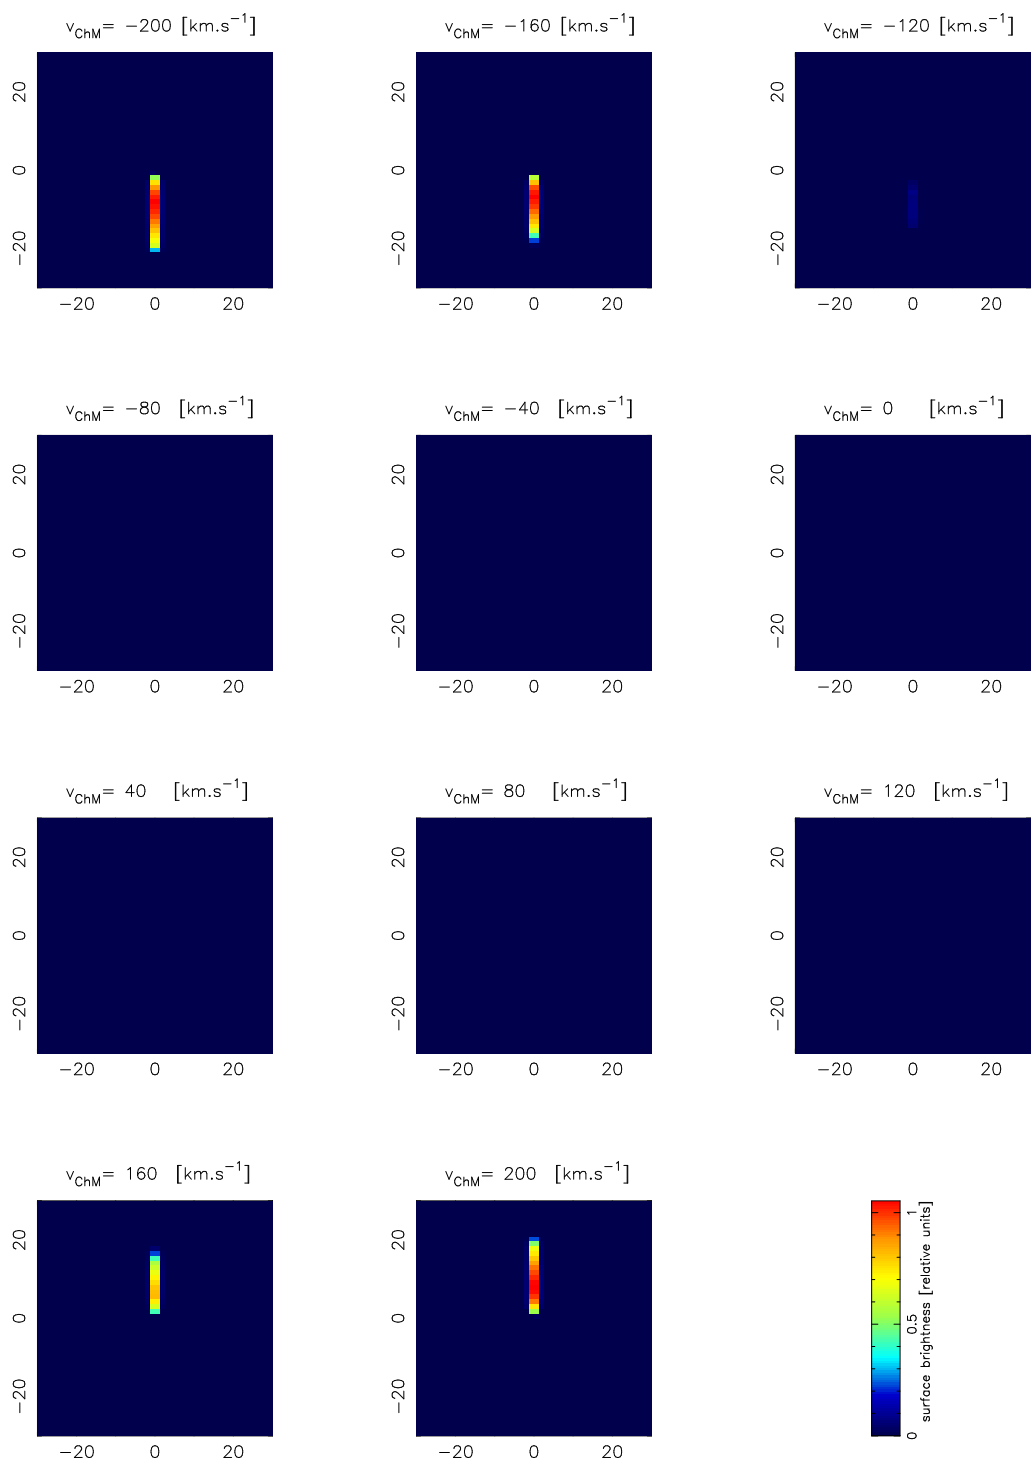 v_ChM= −200 [km.s⁻¹]
v_ChM= −160 [km.s⁻¹]
v_ChM= −120 [km.s⁻¹]
20
0
−20
−20 0 20
20
0
−20
−20 0 20
20
0
−20
−20 0 20
v_ChM= −80 [km.s⁻¹]
v_ChM= −40 [km.s⁻¹]
v_ChM= 0 [km.s⁻¹]
20
0
−20
−20 0 20
20
0
−20
−20 0 20
20
0
−20
−20 0 20
v_ChM= 40 [km.s⁻¹]
v_ChM= 80 [km.s⁻¹]
v_ChM= 120 [km.s⁻¹]
20
0
−20
−20 0 20
20
0
−20
−20 0 20
20
0
−20
−20 0 20
v_ChM= 160 [km.s⁻¹]
v_ChM= 200 [km.s⁻¹]
20
0
−20
−20 0 20
20
0
−20
−20 0 20
0 0.5 1
surface brightness [relative units]